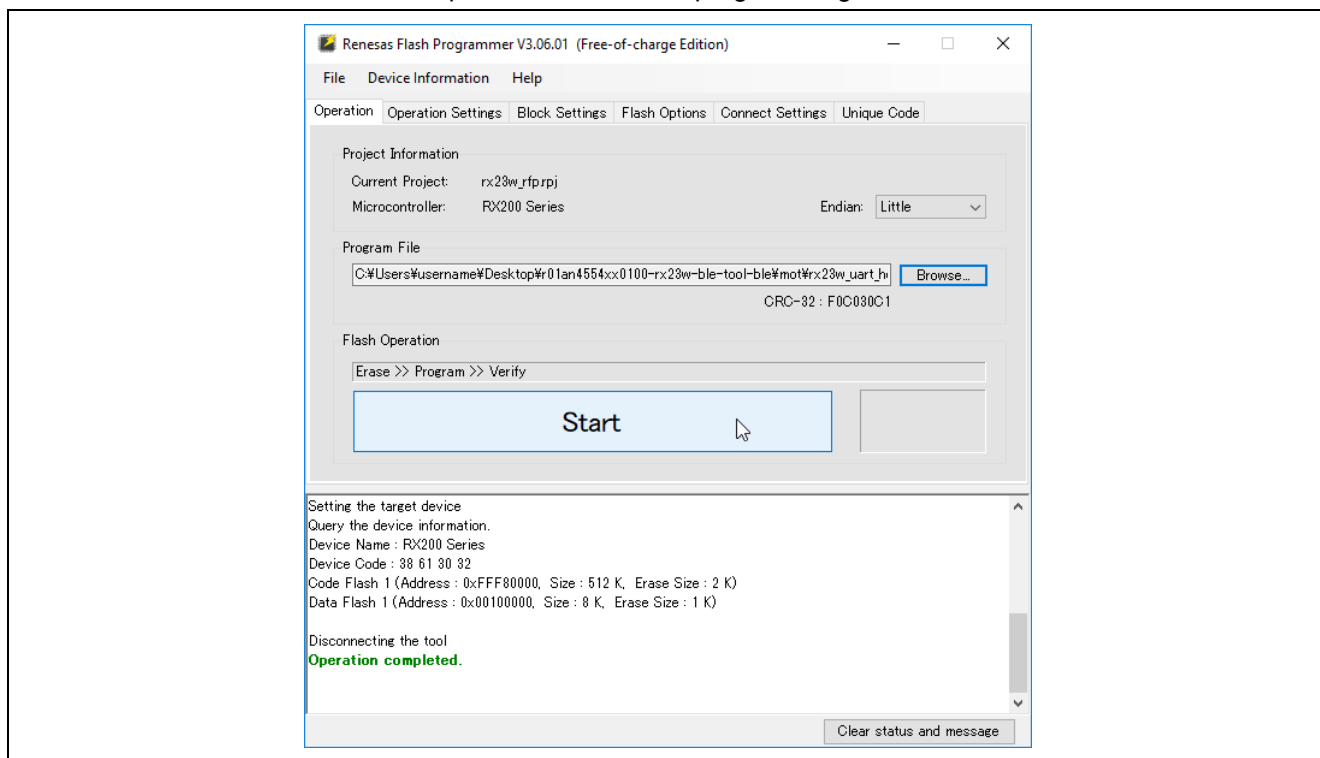 Renesas Flash Programmer V3.06.01 (Free-of-charge Edition)
File Device Information Help
Operation Operation Settings Block Settings Flash Options Connect Settings Unique Code
Project Information
Current Project: rx23w_rfp.rpj
Microcontroller: RX200 Series Endian: Little
Program File
C:¥Users¥username¥Desktop¥r01an4554xx0100-rx23w-ble-tool-ble¥mot¥rx23w_uart_h Browse...
CRC-32 : F0C030C1
Flash Operation
Erase >> Program >> Verify
Start
Setting the target device
Query the device information.
Device Name : RX200 Series
Device Code : 38 61 30 32
Code Flash 1 (Address : 0xFFF80000, Size : 512 K, Erase Size : 2 K)
Data Flash 1 (Address : 0x00100000, Size : 8 K, Erase Size : 1 K)
Disconnecting the tool
Operation completed.
Clear status and message